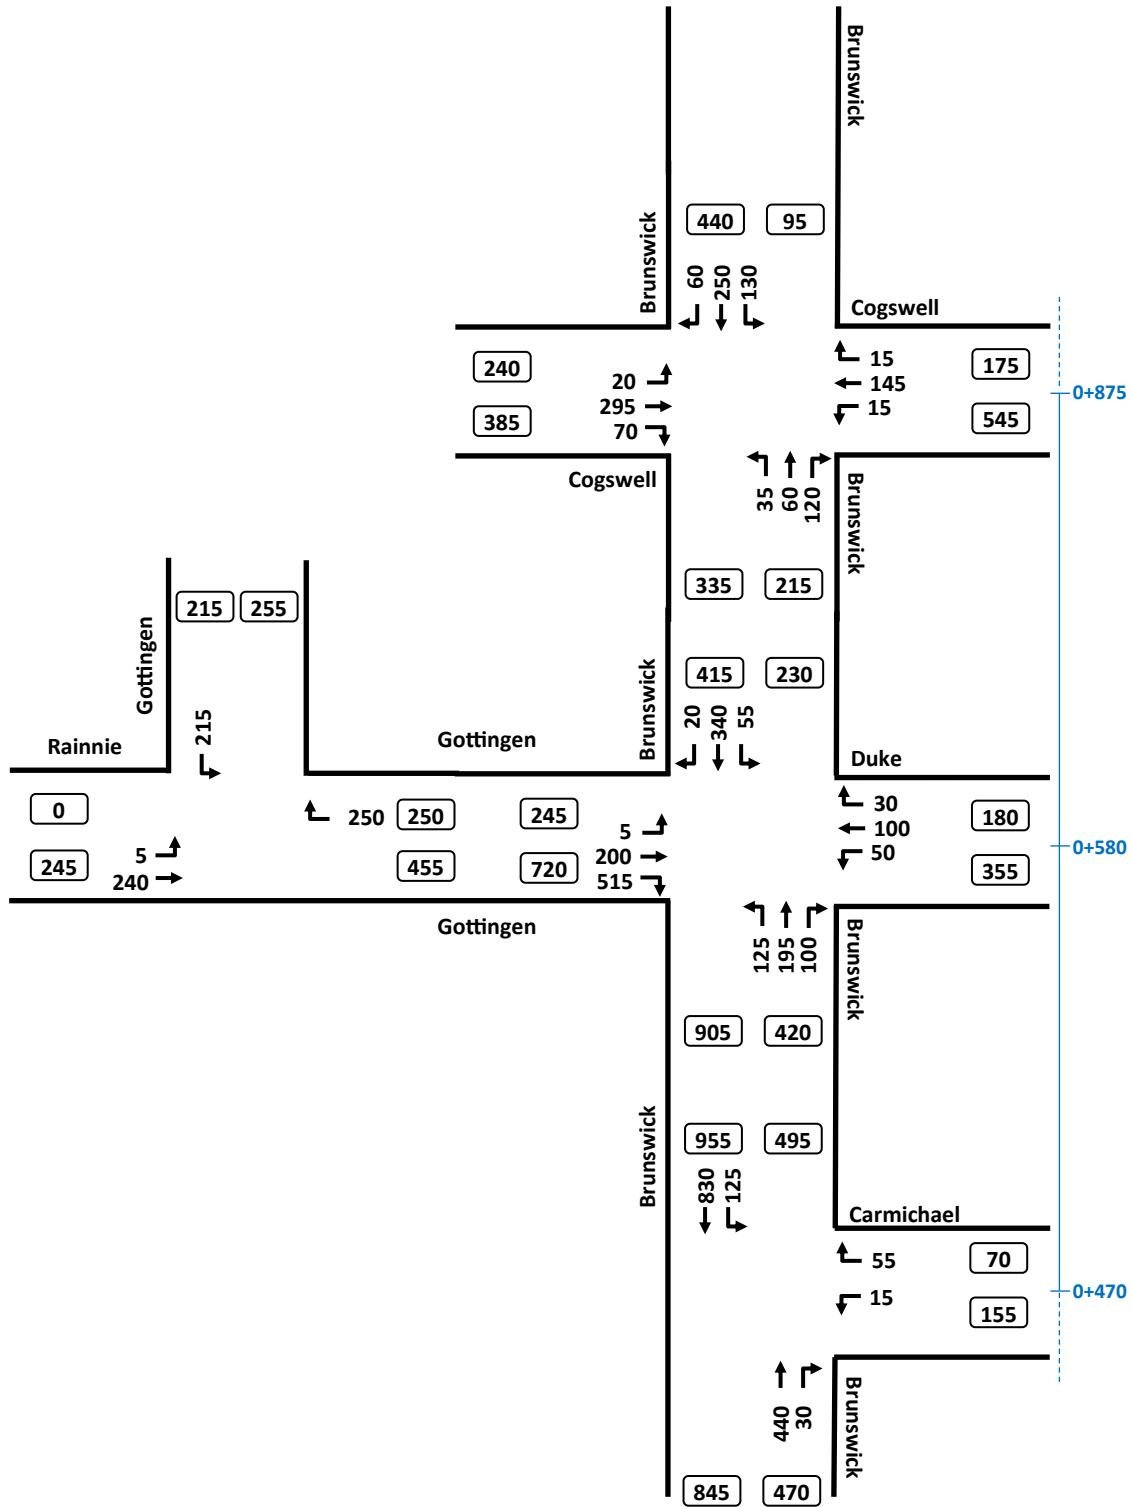 Brunswick
Brunswick
440 95
60 250 130
Cogswell
240
385
20
295
70
15
145
15
175
545
0+875
Cogswell
35 60 120
Brunswick
335 215
215 255
Gottingen
415 230
Brunswick
20 340 55
215
Rainnie
Gottingen
Duke
0
245
5
240
250
250
455
245
720
5
200
515
30
100
50
180
355
0+580
Gottingen
125 195 100
Brunswick
905 420
955 495
Brunswick
830 125
Carmichael
55
15
70
155
0+470
440 30
Brunswick
845 470